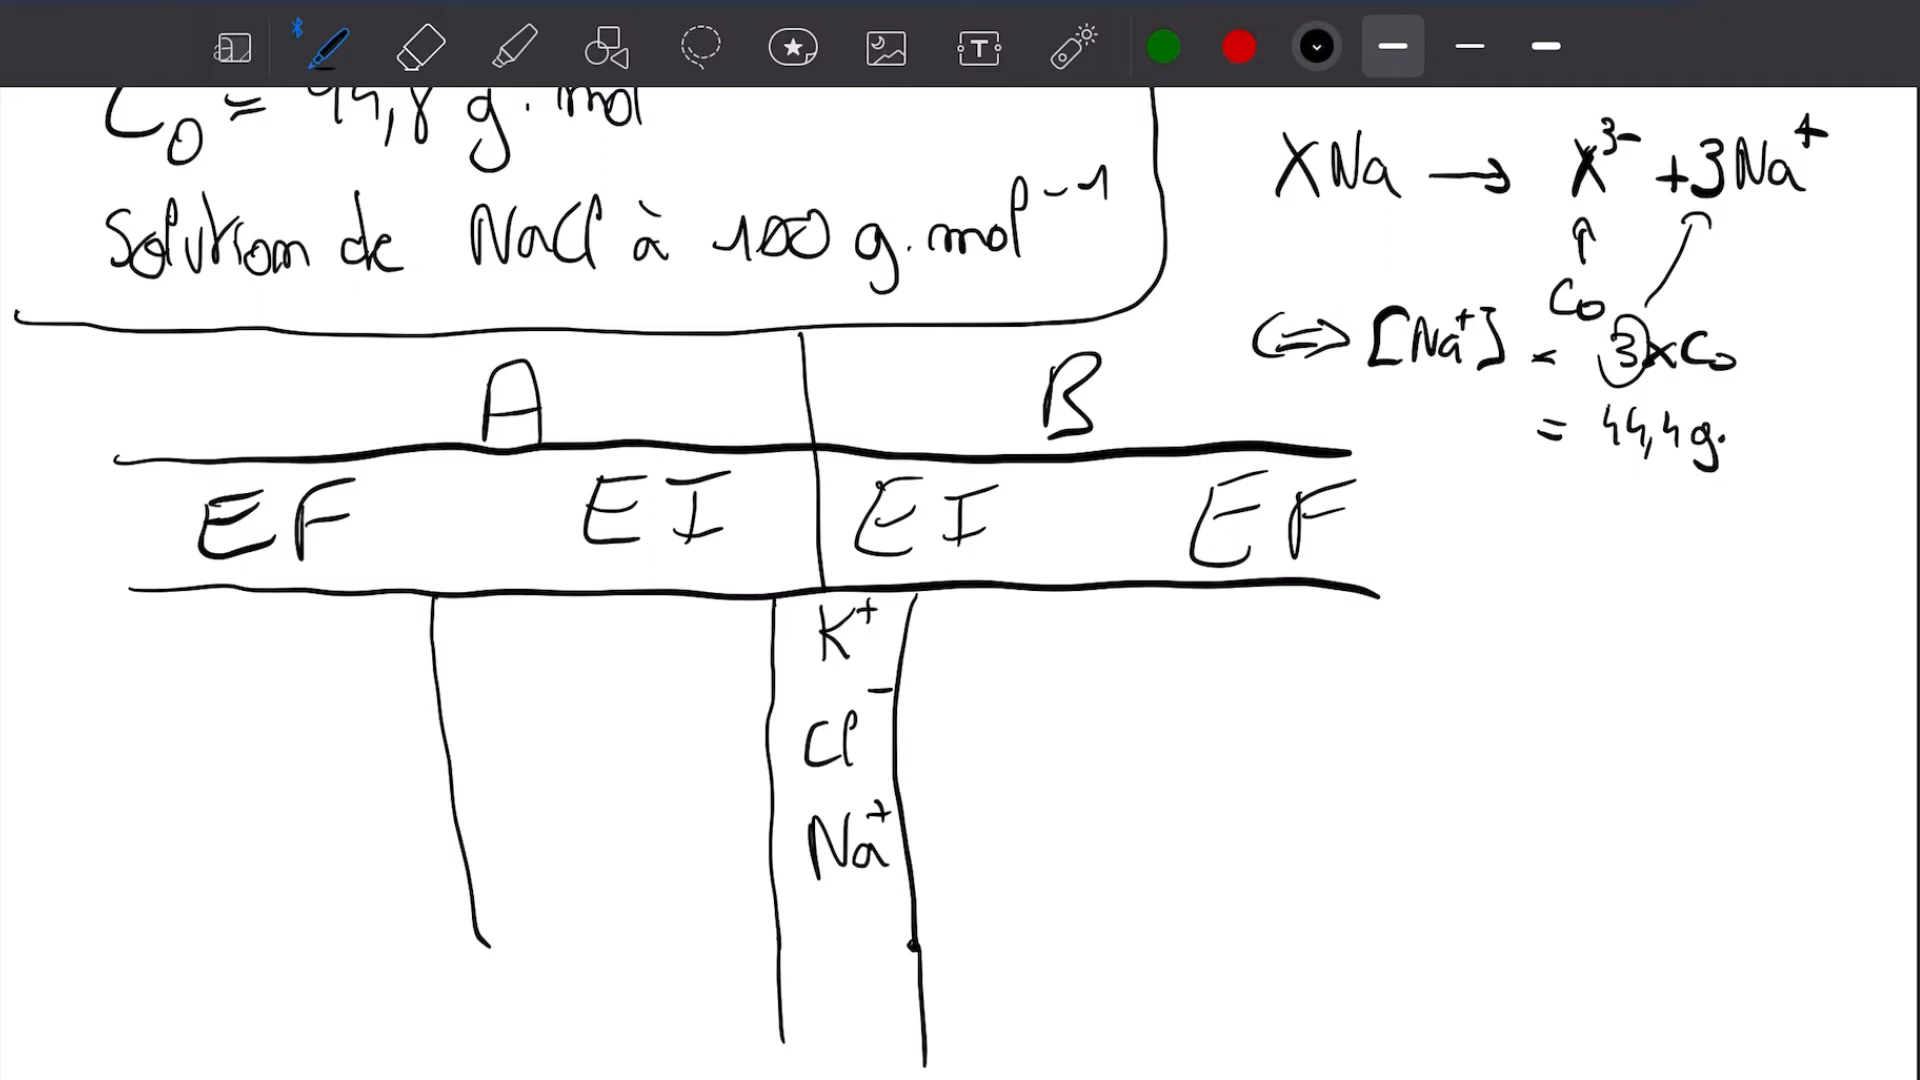 C₀ = 44,8 g. mol
Solution de NaCl à 100 g. mol⁻¹
XNa → X³⁻ + 3Na⁺
C₀
<=> [Na⁺] = 3xC₀
= 44,4 g.
A B
EF EI EI EF
K⁺
Cl⁻
Na⁺